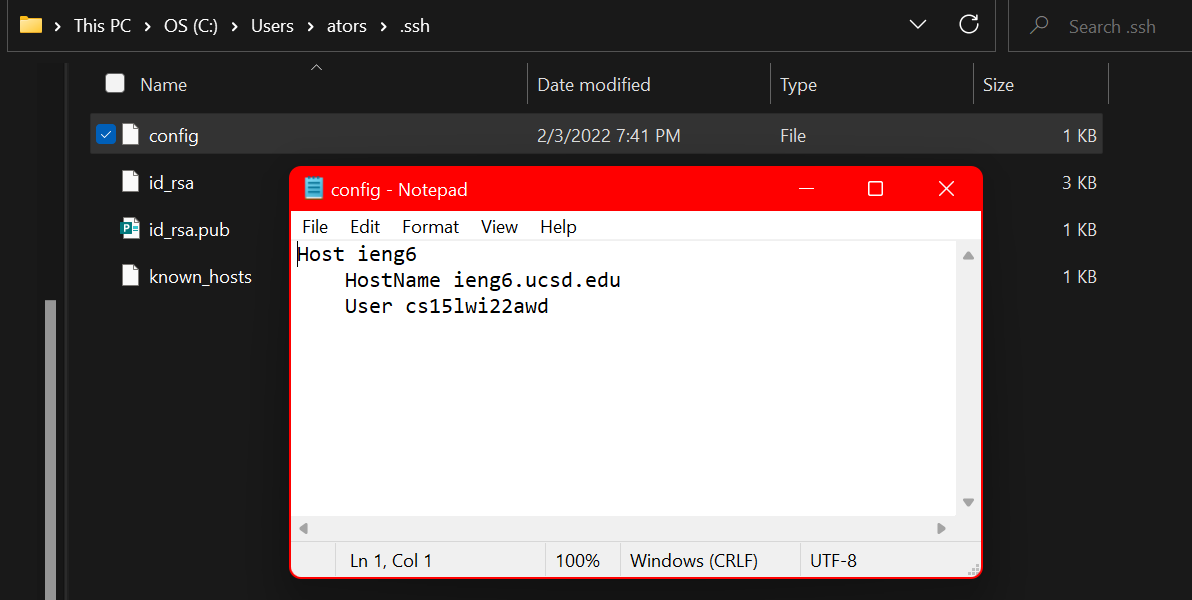 This PC > OS (C:) > Users > ators > .ssh
Search .ssh
Name Date modified Type Size
config 2/3/2022 7:41 PM File 1 KB
id_rsa 3 KB
id_rsa.pub 1 KB
known_hosts 1 KB
config - Notepad
File Edit Format View Help
Host ieng6
    HostName ieng6.ucsd.edu
    User cs15lwi22awd
Ln 1, Col 1 100% Windows (CRLF) UTF-8